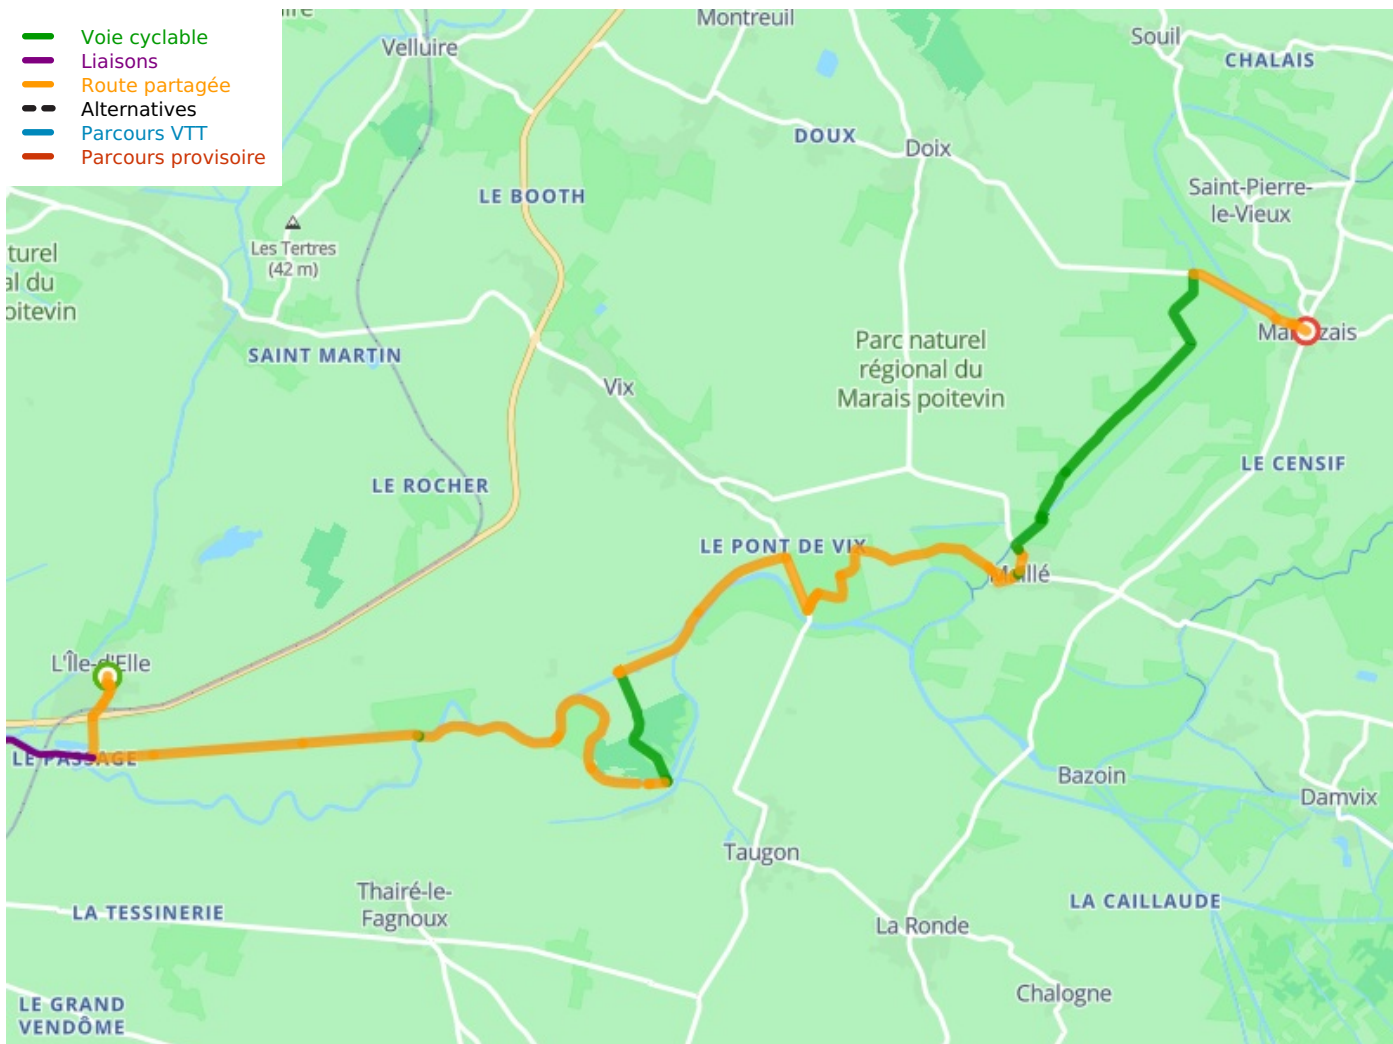 Voie cyclable
Liaisons
Route partagée
Alternatives
Parcours VTT
Parcours provisoire
Montreuil
Souil
Velluire
CHALAIS
DOUX
Doix
LE BOOTH
Saint-Pierre-
le-Vieux
Les Tertres
(42 m)
turel
al du
oitevin
SAINT MARTIN
Parc naturel
régional du
Marais poitevin
Vix
LE CENSIF
LE ROCHER
LE PONT DE VIX
L'Île-d'Elle
LE PASSAGE
Bazoin
Damvix
Taugon
Thairé-le-
Fagnoux
LA TESSINERIE
LA CAILLAUDE
La Ronde
Chalogne
LE GRAND
VENDÔME